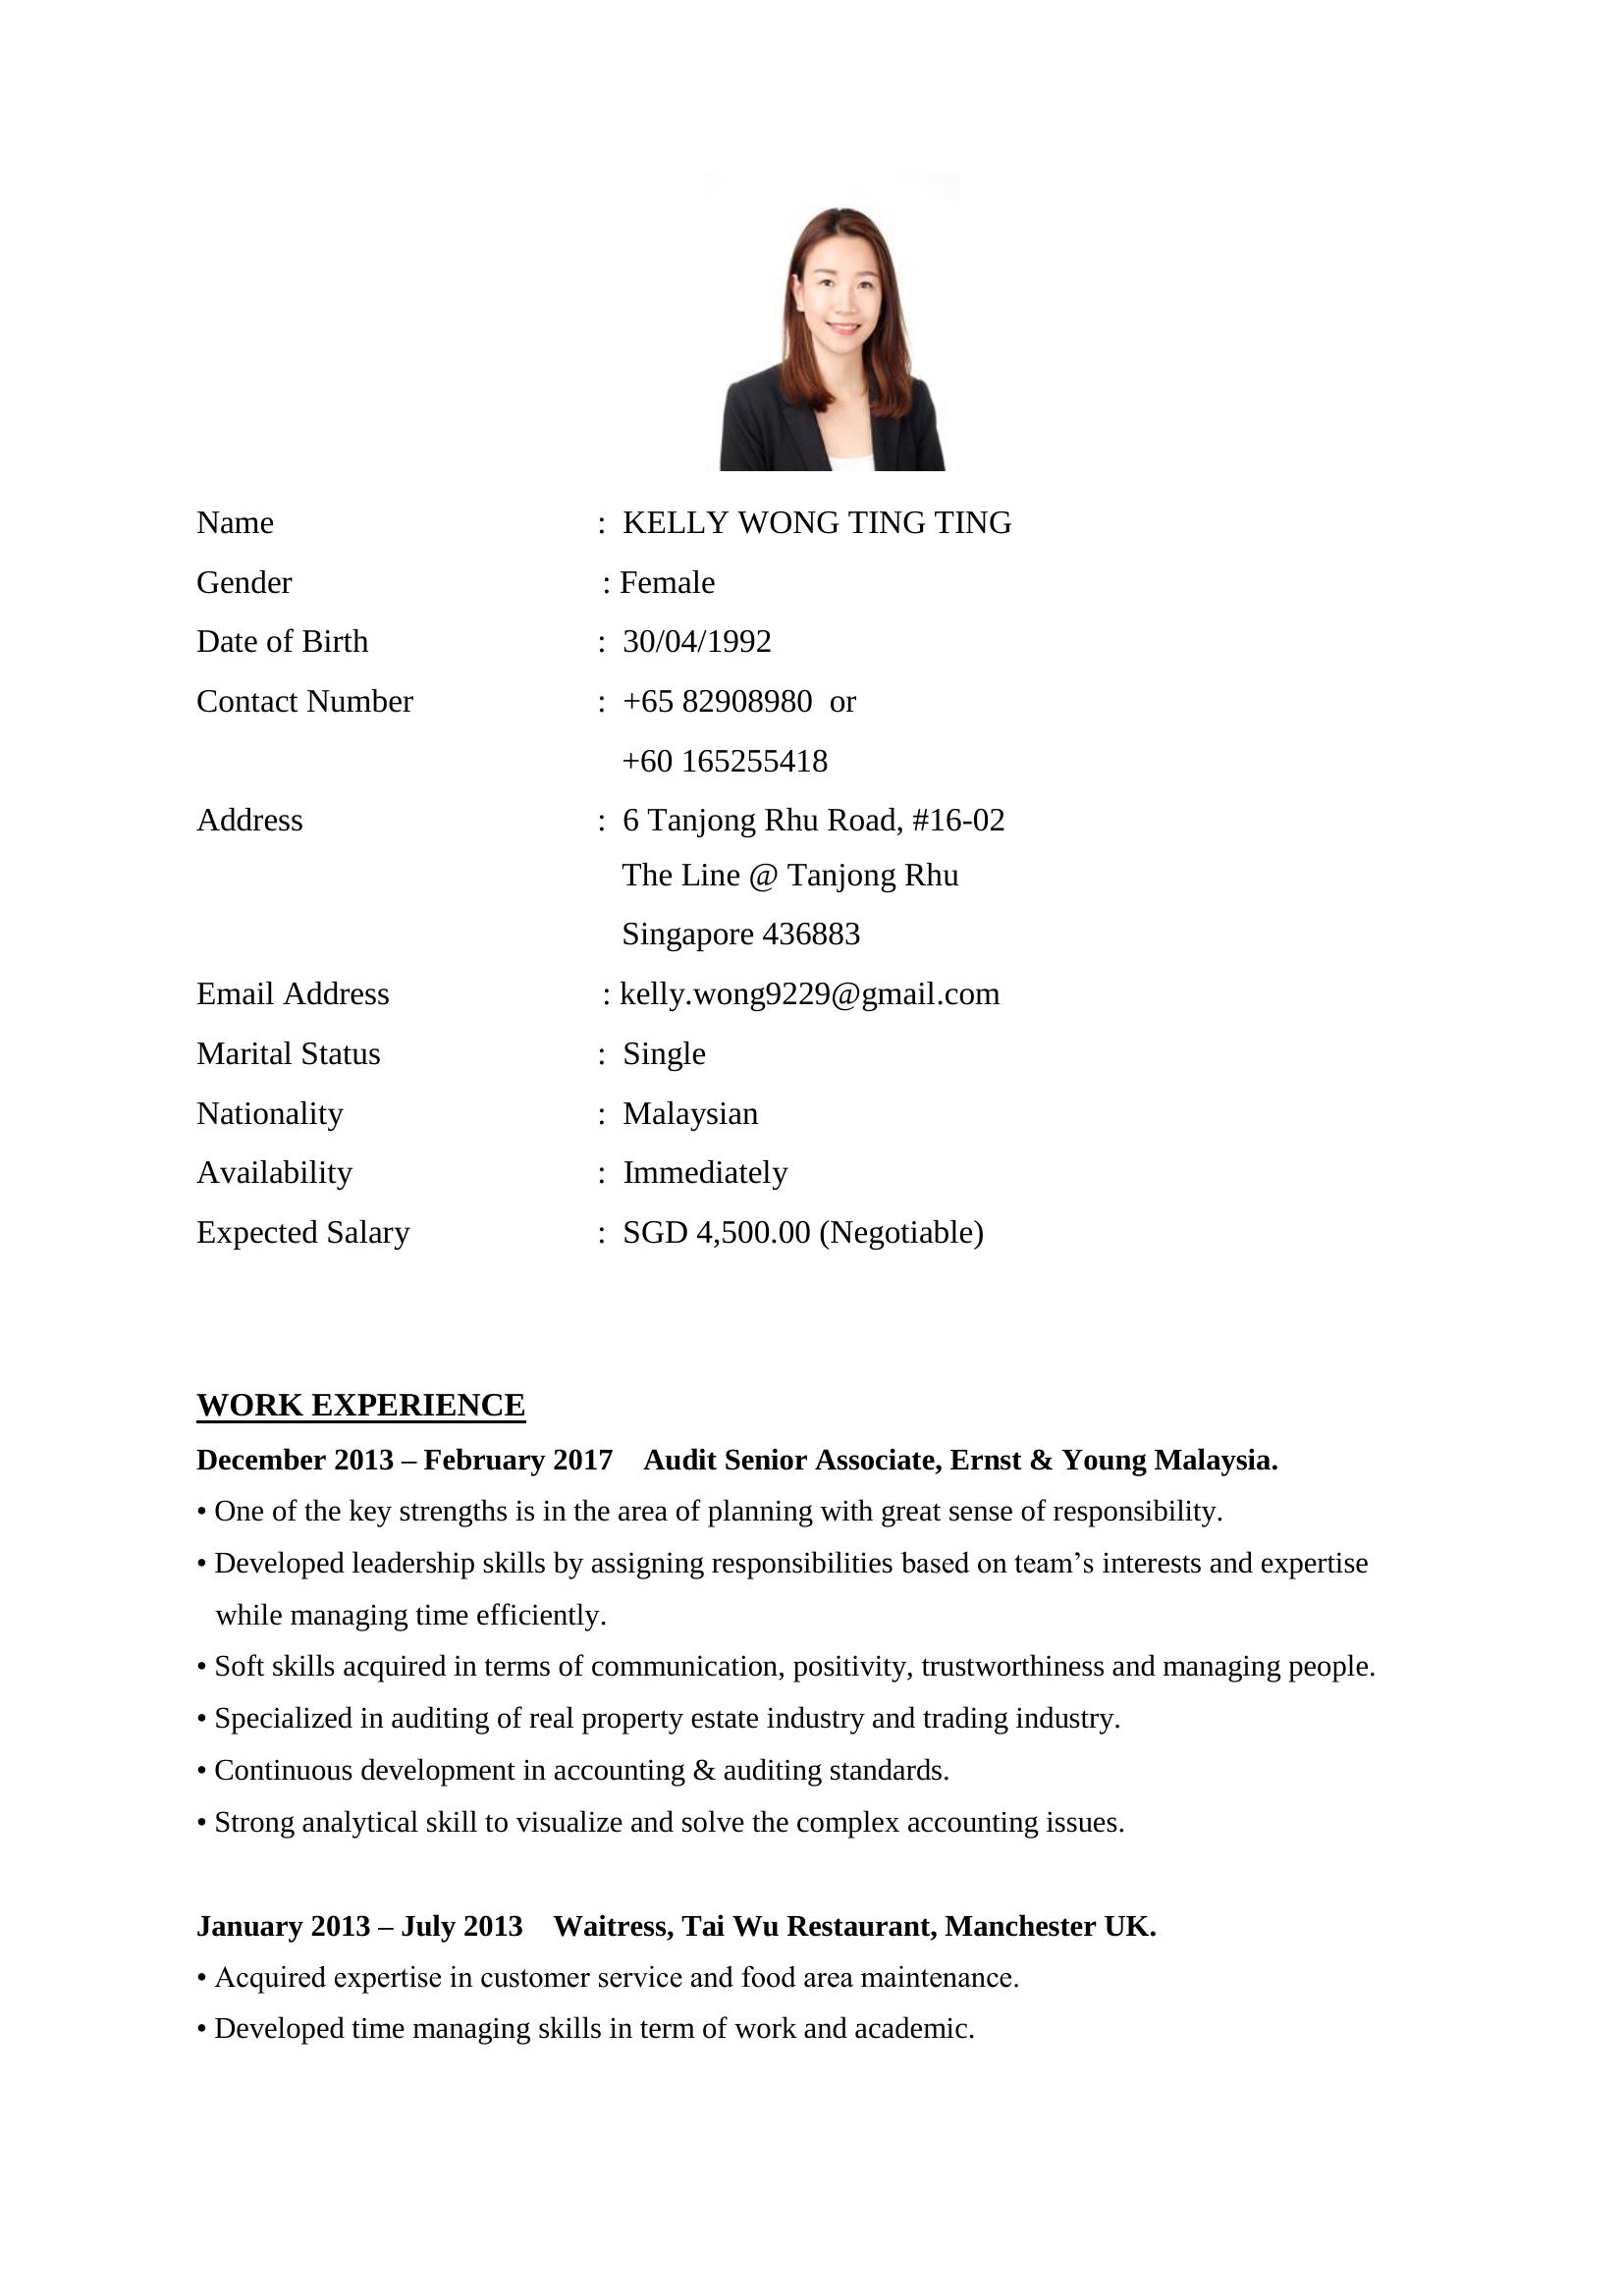 Name : KELLY WONG TING TING
Gender : Female
Date of Birth : 30/04/1992
Contact Number : +65 82908980 or
+60 165255418
Address : 6 Tanjong Rhu Road, #16-02
The Line @ Tanjong Rhu
Singapore 436883
Email Address : kelly.wong9229@gmail.com
Marital Status : Single
Nationality : Malaysian
Availability : Immediately
Expected Salary : SGD 4,500.00 (Negotiable)
WORK EXPERIENCE
December 2013 – February 2017 Audit Senior Associate, Ernst & Young Malaysia.
• One of the key strengths is in the area of planning with great sense of responsibility.
• Developed leadership skills by assigning responsibilities based on team’s interests and expertise
while managing time efficiently.
• Soft skills acquired in terms of communication, positivity, trustworthiness and managing people.
• Specialized in auditing of real property estate industry and trading industry.
• Continuous development in accounting & auditing standards.
• Strong analytical skill to visualize and solve the complex accounting issues.
January 2013 – July 2013 Waitress, Tai Wu Restaurant, Manchester UK.
• Acquired expertise in customer service and food area maintenance.
• Developed time managing skills in term of work and academic.